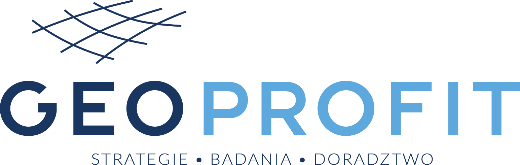 GEOPROFIT
STRATEGIE • BADANIA • DORADZTWO